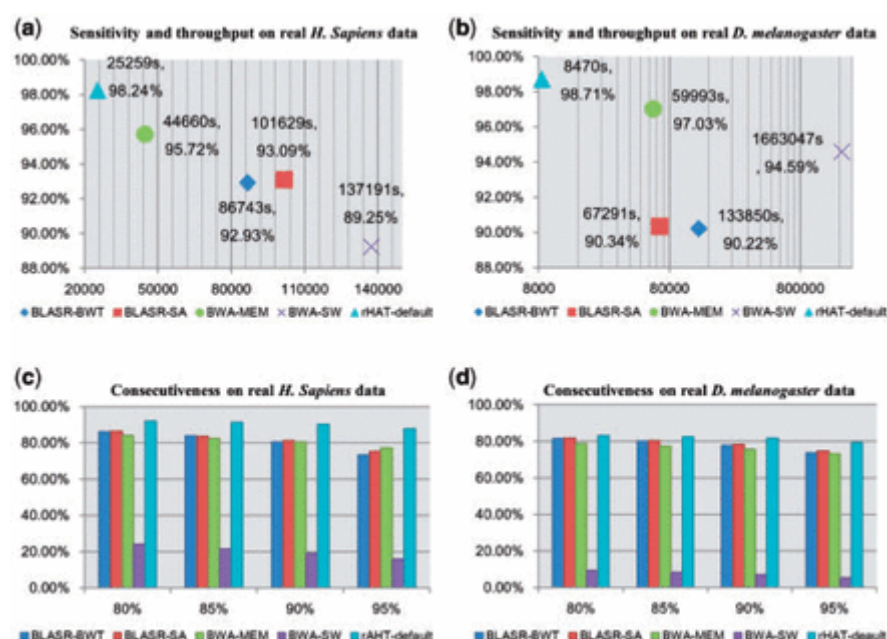 (a) Sensitivity and throughput on real H. Sapiens data
100.00%
98.00%
96.00%
94.00%
92.00%
90.00%
88.00%
25259s,
98.24%
44660s,
95.72%
101629s,
93.09%
86743s
92.93%
137191s,
89.25%
20000 50000 80000 110000 140000
BLASR-BWT BLASR-SA BWA-MEM BWA-SW rHAT-default
(b) Sensitivity and throughput on real D. melanogaster data
100.00%
98.00%
96.00%
94.00%
92.00%
90.00%
88.00%
8470s,
98.71%
59993s,
97.03%
1663047s
, 94.59%
67291s,
90.34%
133850s,
90.22%
8000 80000 800000
BLASR-BWT BLASR-SA BWA-MEM BWA-SW rHAT-default
(c) Consecutiveness on real H. Sapiens data
100.00%
80.00%
60.00%
40.00%
20.00%
0.00%
80% 85% 90% 95%
BLASR-BWT BLASR-SA BWA-MEM BWA-SW rAHT-default
(d) Consecutiveness on real D. melanogaster data
100.00%
80.00%
60.00%
40.00%
20.00%
0.00%
80% 85% 90% 95%
BLASR-BWT BLASR-SA BWA-MEM BWA-SW rHAT-deault